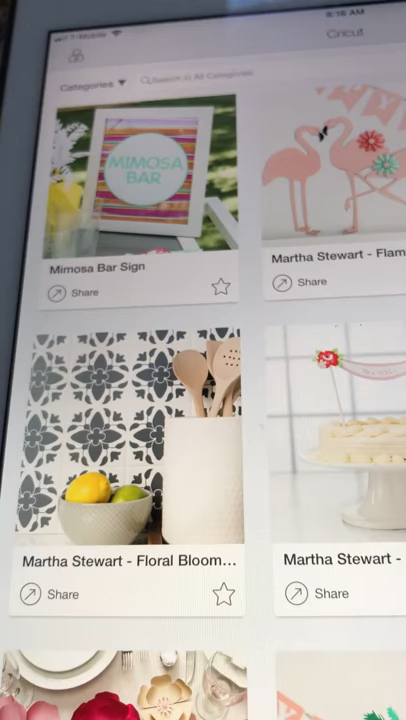 T-Mobile
8:16 AM
Cricut
Categories
Search in All Categories
MIMOSA
BAR
Mimosa Bar Sign
Share
Martha Stewart - Flam
Share
Martha Stewart - Floral Bloom...
Share
Martha Stewart -
Share